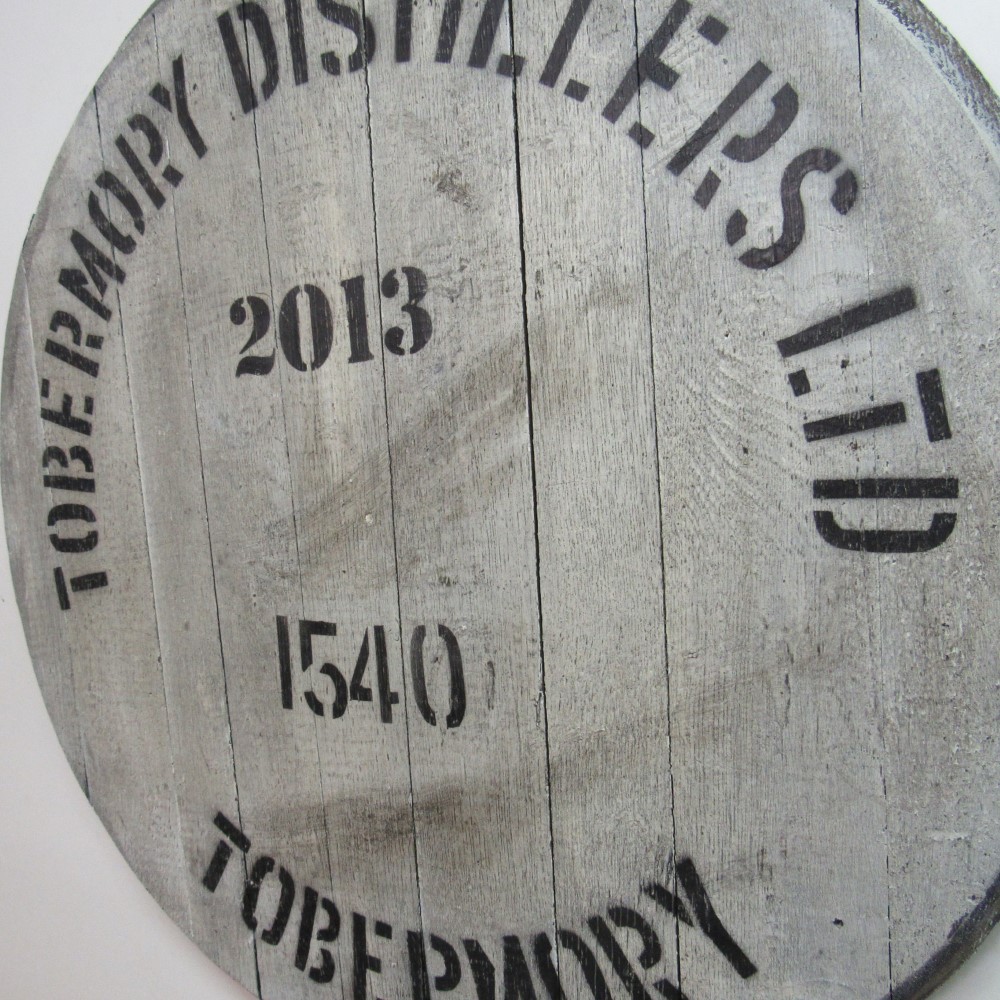 TOBERMORY DISTILLERS LTD
2013
1540
TOBERMORY